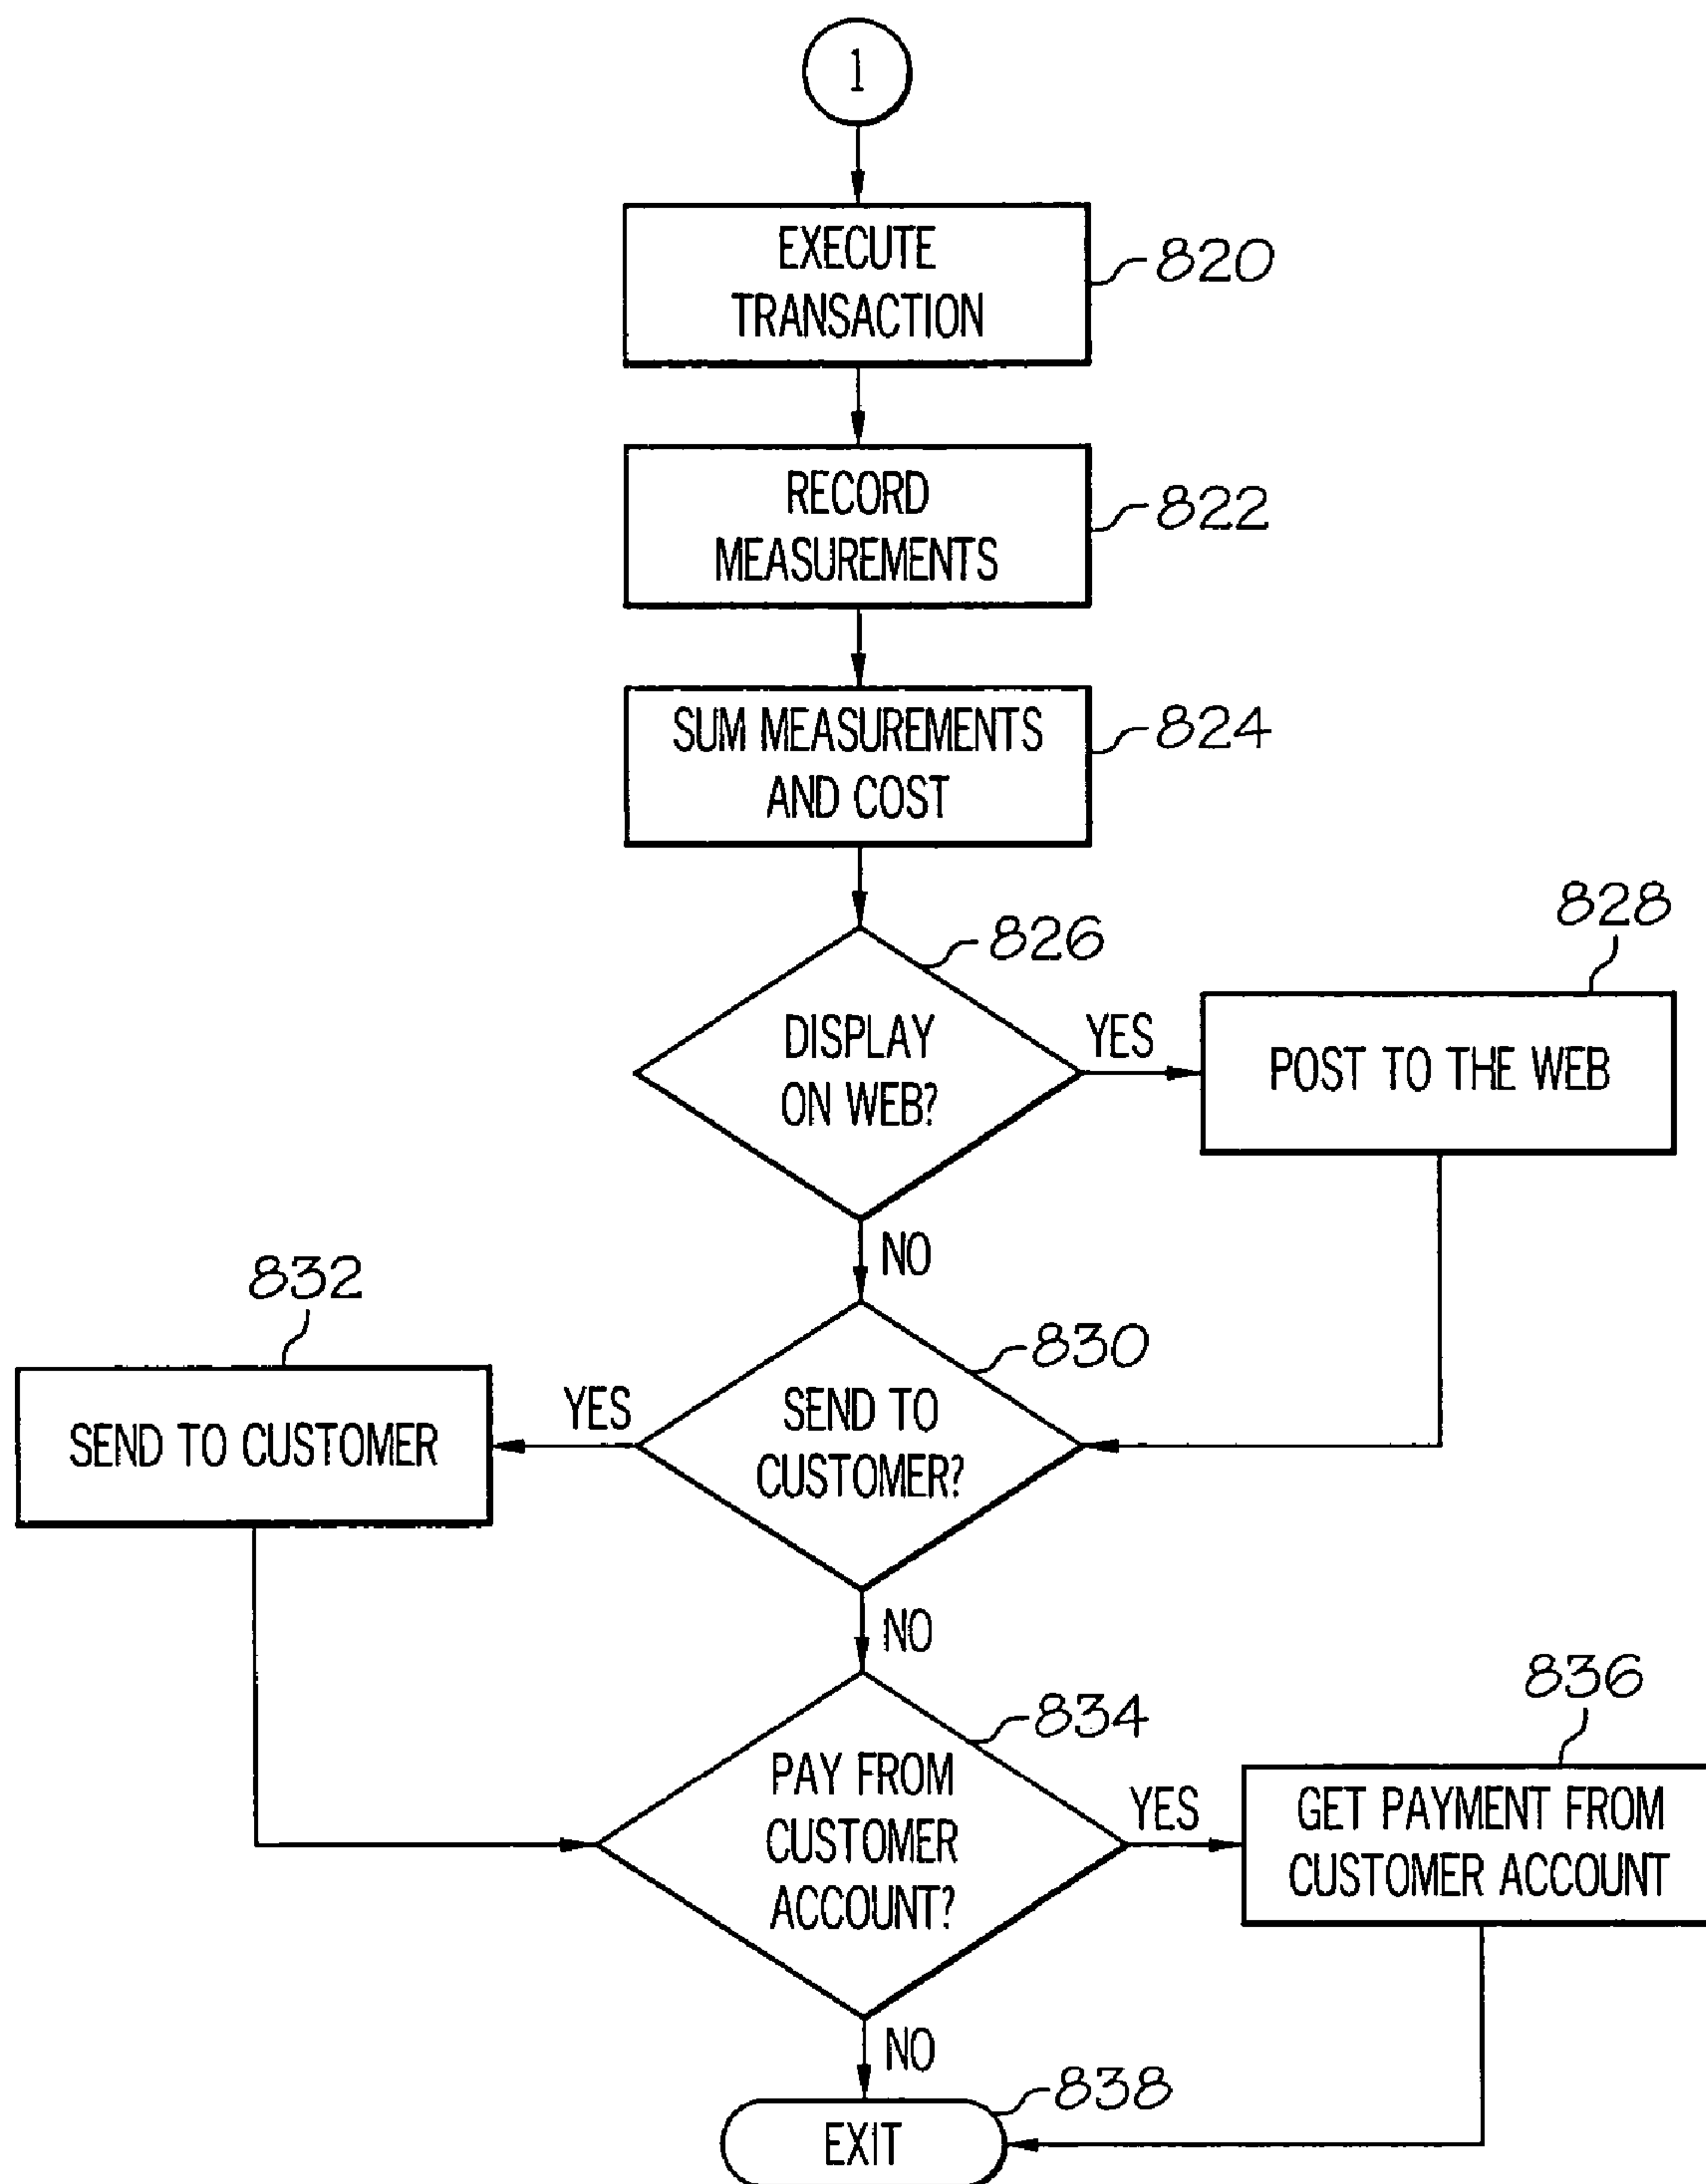 1
EXECUTE
TRANSACTION
820
RECORD
MEASUREMENTS
822
SUM MEASUREMENTS
AND COST
824
826
DISPLAY
ON WEB?
YES
828
POST TO THE WEB
NO
832
SEND TO CUSTOMER
YES
830
SEND TO
CUSTOMER?
NO
834
PAY FROM
CUSTOMER
ACCOUNT?
YES
836
GET PAYMENT FROM
CUSTOMER ACCOUNT
NO
838
EXIT